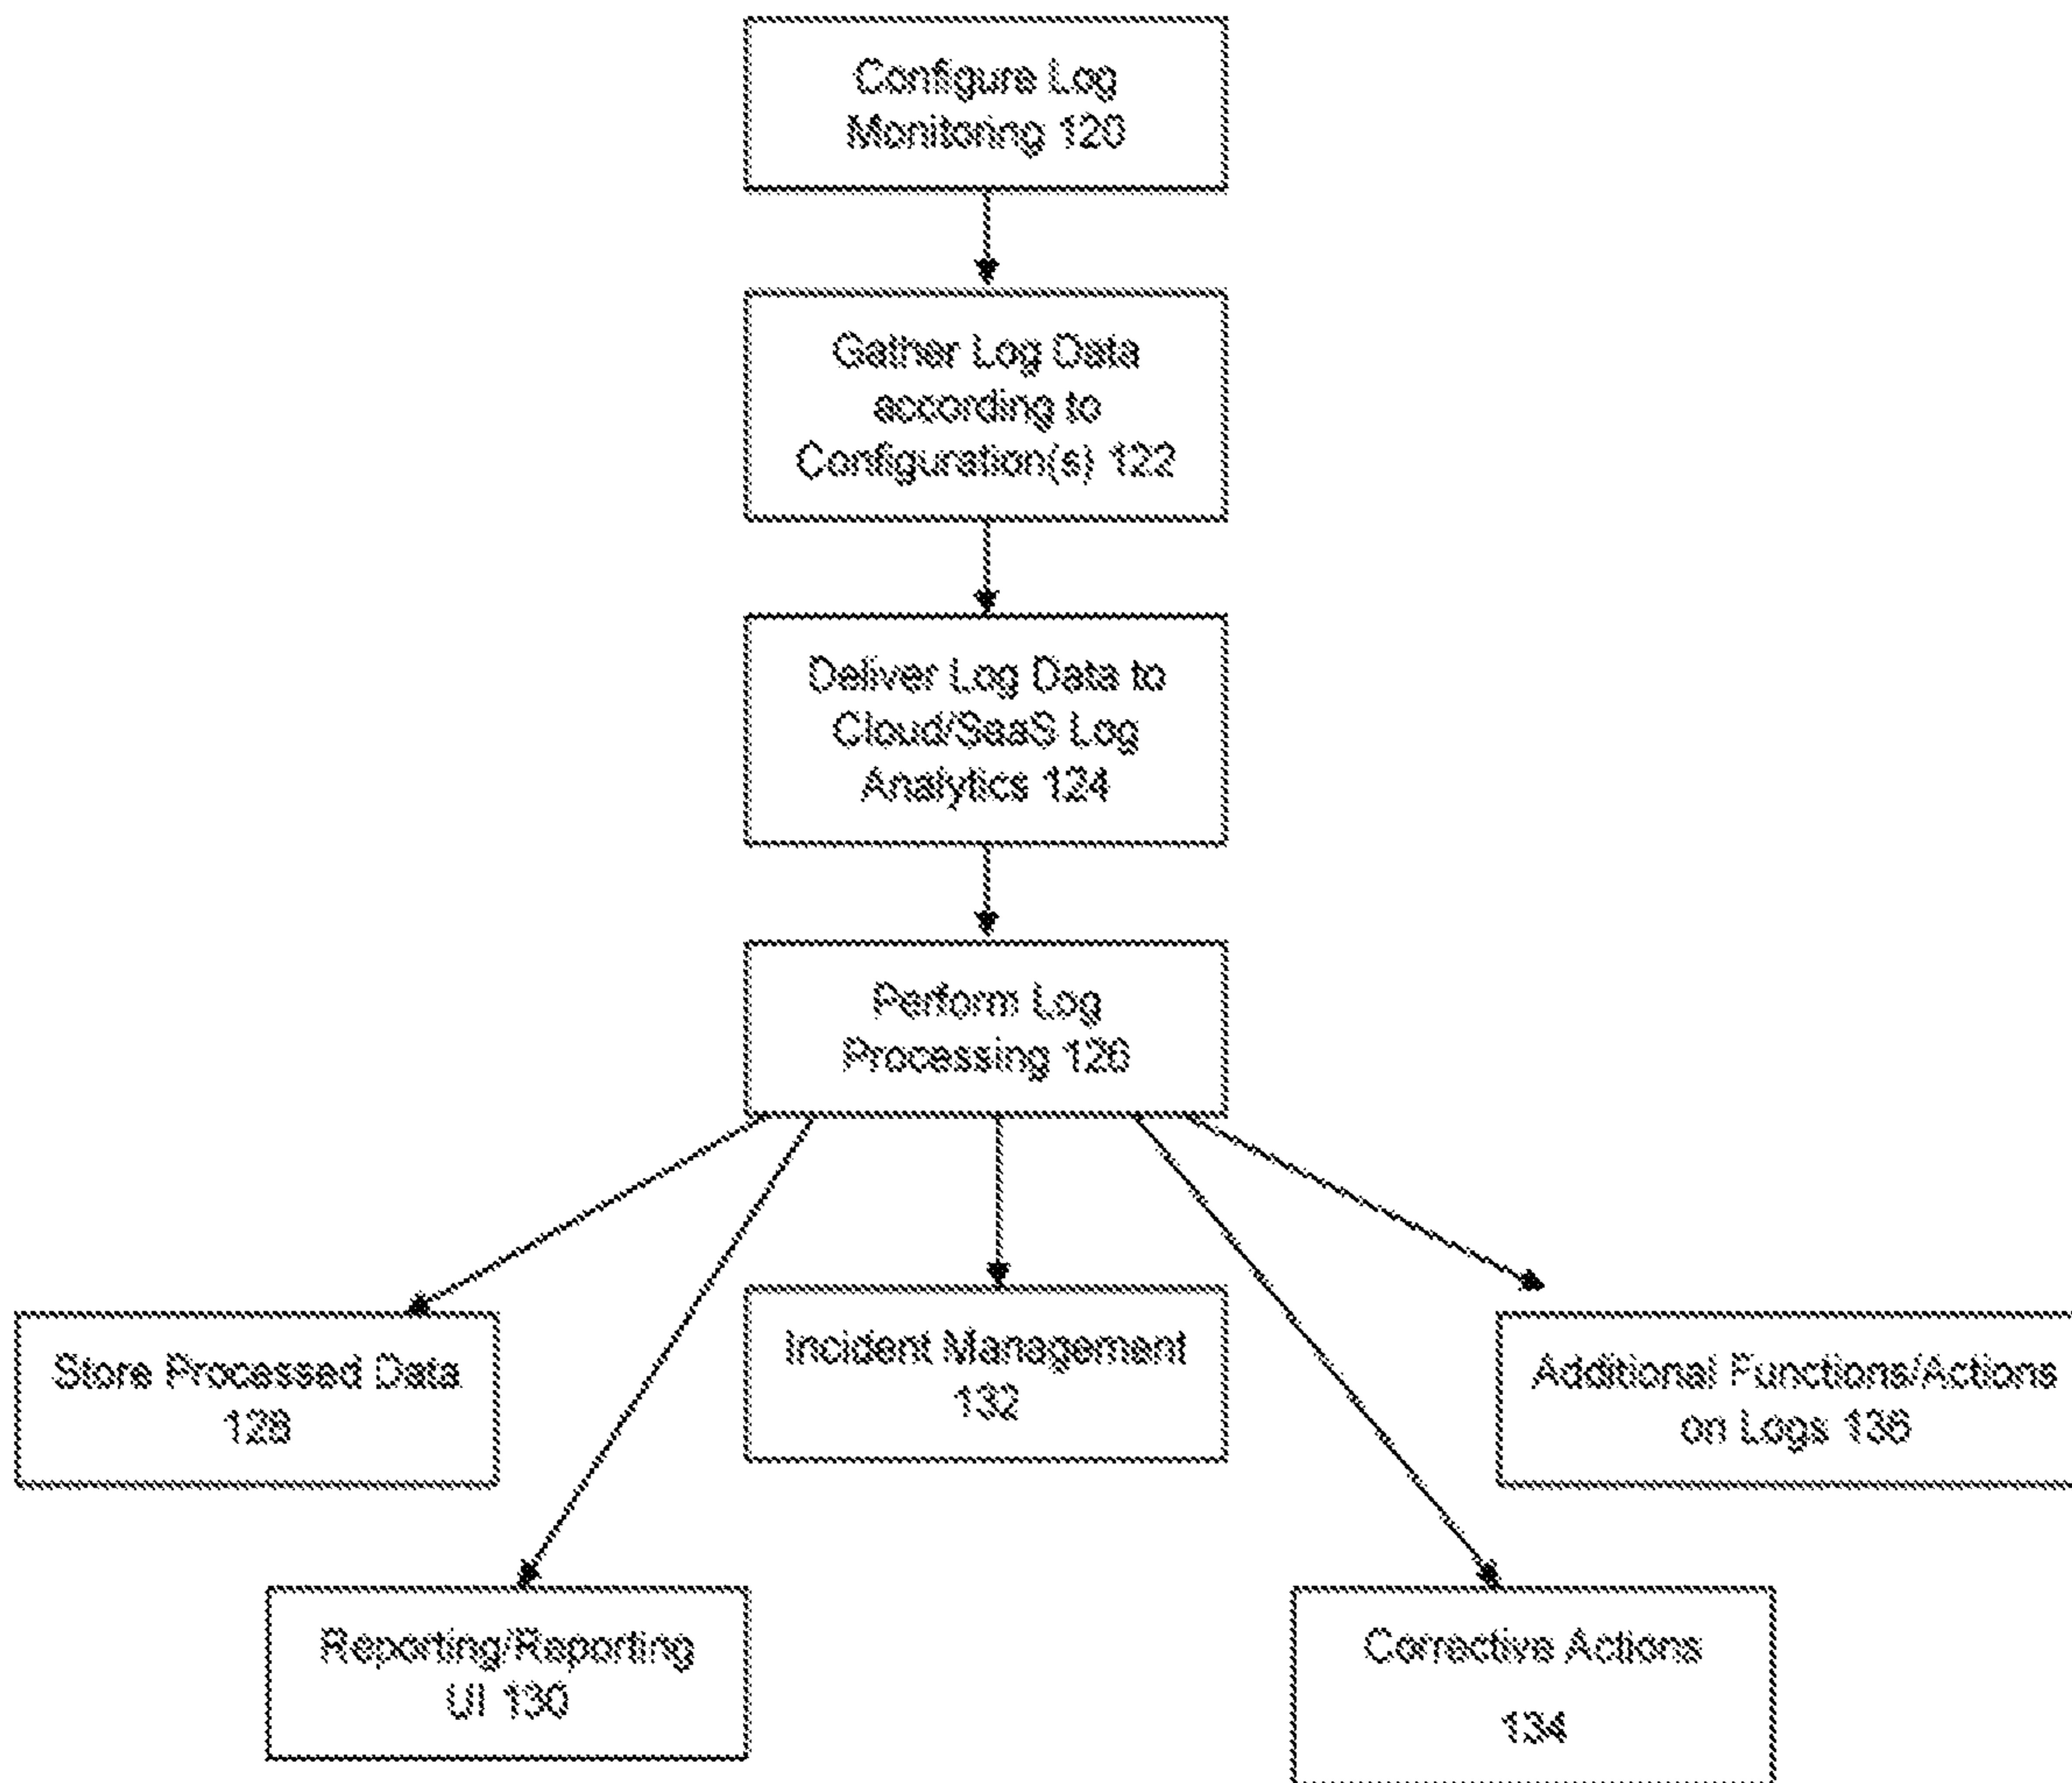 Configure Log
Monitoring 120
Gather Log Data
according to
Configuration(s) 122
Deliver Log Data to
Cloud/SaaS Log
Analytics 124
Perform Log
Processing 126
Store Processed Data
128
Incident Management
132
Additional Functions/Actions
on Logs 136
Reporting/Reporting
UI 130
Corrective Actions
134